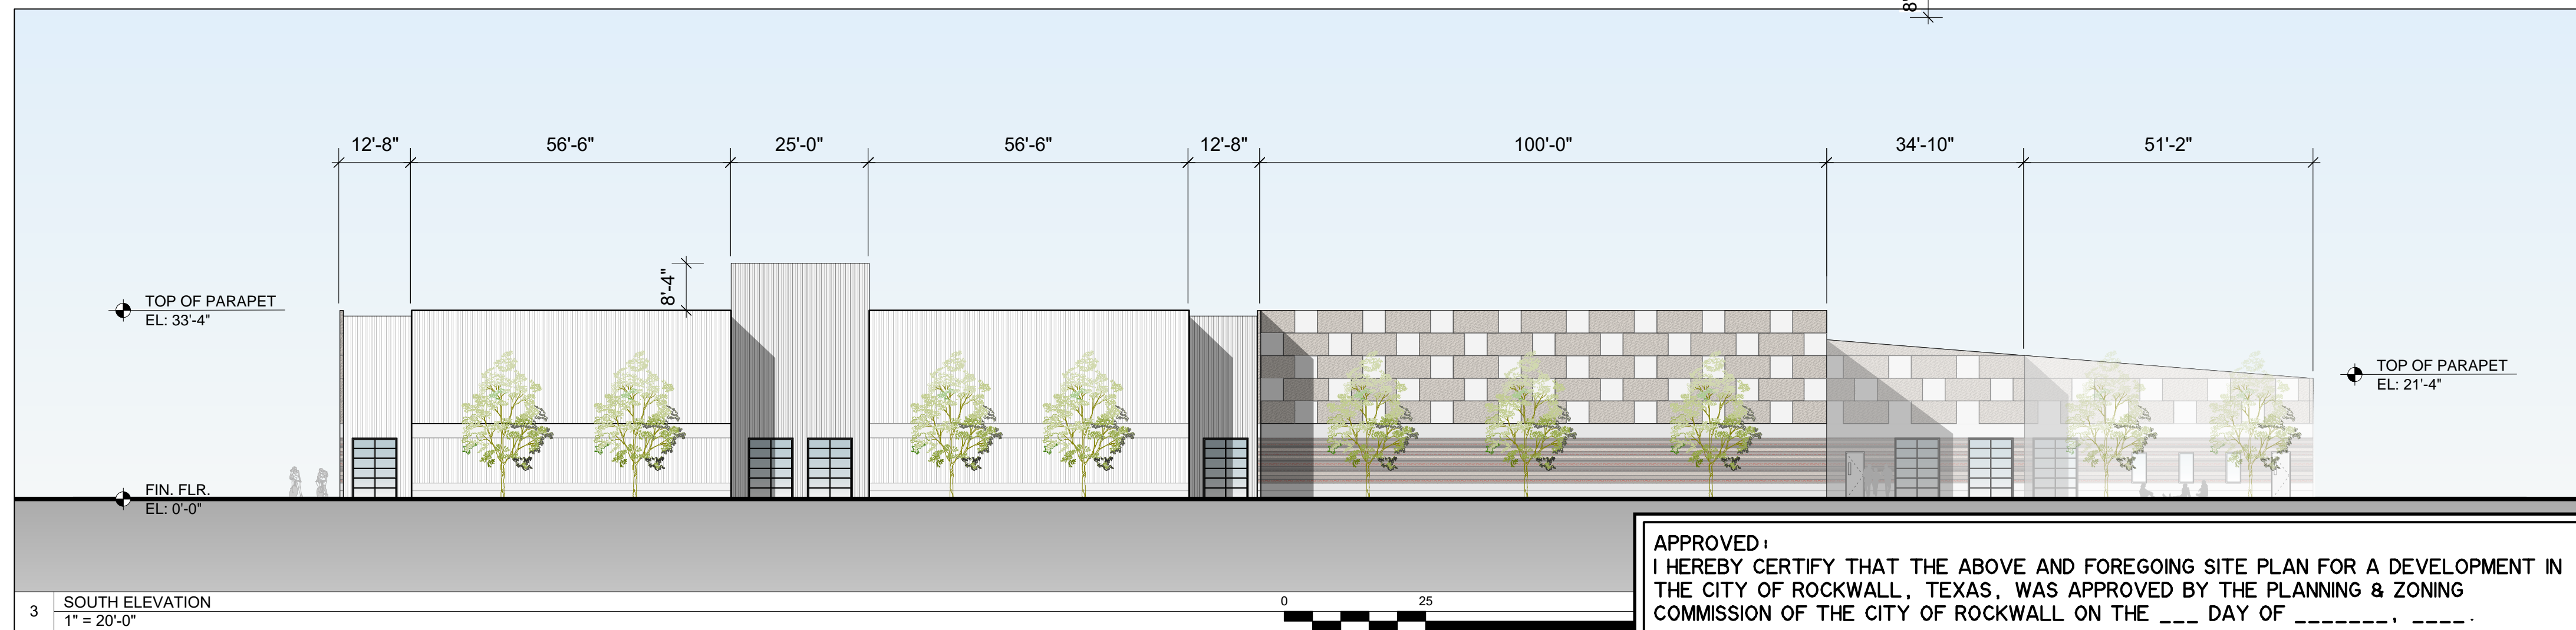 8'
12'-8" 56'-6" 25'-0" 56'-6" 12'-8" 100'-0" 34'-10" 51'-2"
8'-4"
TOP OF PARAPET
EL: 33'-4"
TOP OF PARAPET
EL: 21'-4"
FIN. FLR.
EL: 0'-0"
3
SOUTH ELEVATION
1" = 20'-0"
0 25
APPROVED:
I HEREBY CERTIFY THAT THE ABOVE AND FOREGOING SITE PLAN FOR A DEVELOPMENT IN
THE CITY OF ROCKWALL, TEXAS, WAS APPROVED BY THE PLANNING & ZONING
COMMISSION OF THE CITY OF ROCKWALL ON THE ___ DAY OF _______, ____.